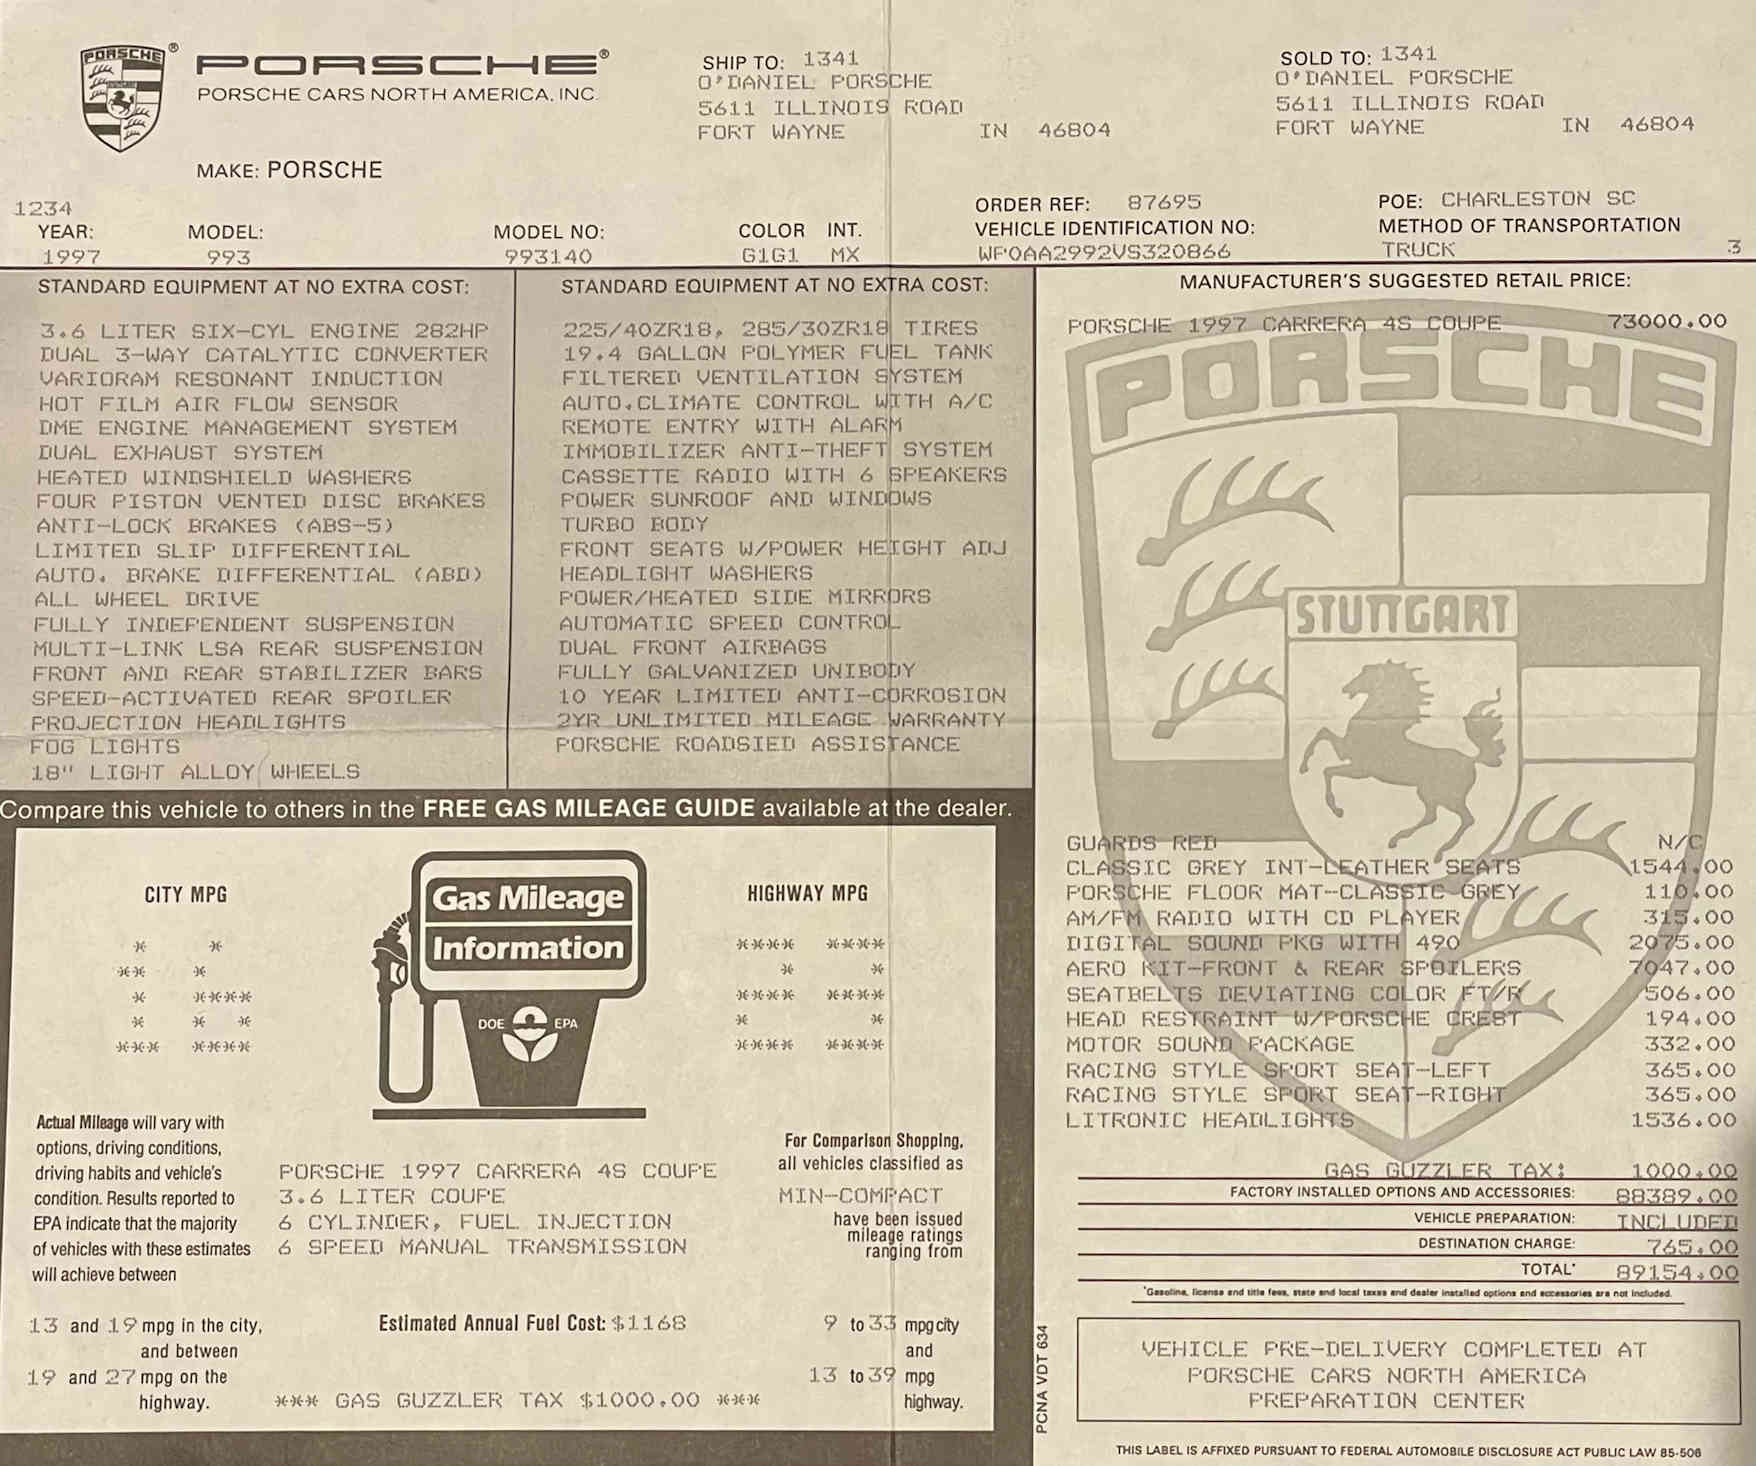 PORSCHE®
PORSCHE®
PORSCHE CARS NORTH AMERICA, INC.
MAKE: PORSCHE
SHIP TO: 1341
O'DANIEL PORSCHE
5611 ILLINOIS ROAD
FORT WAYNE IN 46804
SOLD TO: 1341
O'DANIEL PORSCHE
5611 ILLINOIS ROAD
FORT WAYNE IN 46804
1234
YEAR: MODEL: MODEL NO: COLOR INT.
1997 993 993140 G1G1 MX
ORDER REF: 87695
VEHICLE IDENTIFICATION NO:
WP0AA2992VS320866
POE: CHARLESTON SC
METHOD OF TRANSPORTATION
TRUCK 3
STANDARD EQUIPMENT AT NO EXTRA COST:
3.6 LITER SIX-CYL ENGINE 282HP
DUAL 3-WAY CATALYTIC CONVERTER
VARIORAM RESONANT INDUCTION
HOT FILM AIR FLOW SENSOR
DME ENGINE MANAGEMENT SYSTEM
DUAL EXHAUST SYSTEM
HEATED WINDSHIELD WASHERS
FOUR PISTON VENTED DISC BRAKES
ANTI-LOCK BRAKES (ABS-5)
LIMITED SLIP DIFFERENTIAL
AUTO. BRAKE DIFFERENTIAL (ABD)
ALL WHEEL DRIVE
FULLY INDEPENDENT SUSPENSION
MULTI-LINK LSA REAR SUSPENSION
FRONT AND REAR STABILIZER BARS
SPEED-ACTIVATED REAR SPOILER
PROJECTION HEADLIGHTS
FOG LIGHTS
18" LIGHT ALLOY WHEELS
STANDARD EQUIPMENT AT NO EXTRA COST:
225/40ZR18, 285/30ZR18 TIRES
19.4 GALLON POLYMER FUEL TANK
FILTERED VENTILATION SYSTEM
AUTO.CLIMATE CONTROL WITH A/C
REMOTE ENTRY WITH ALARM
IMMOBILIZER ANTI-THEFT SYSTEM
CASSETTE RADIO WITH 6 SPEAKERS
POWER SUNROOF AND WINDOWS
TURBO BODY
FRONT SEATS W/POWER HEIGHT ADJ
HEADLIGHT WASHERS
POWER/HEATED SIDE MIRRORS
AUTOMATIC SPEED CONTROL
DUAL FRONT AIRBAGS
FULLY GALVANIZED UNIBODY
10 YEAR LIMITED ANTI-CORROSION
2YR UNLIMITED MILEAGE WARRANTY
PORSCHE ROADSIED ASSISTANCE
MANUFACTURER'S SUGGESTED RETAIL PRICE:
PORSCHE 1997 CARRERA 4S COUPE 73000.00
PORSCHE
STUTTGART
GUARDS RED N/C
CLASSIC GREY INT-LEATHER SEATS 1544.00
PORSCHE FLOOR MAT-CLASSIC GREY 110.00
AM/FM RADIO WITH CD PLAYER 315.00
DIGITAL SOUND PKG WITH 490 2075.00
AERO KIT-FRONT & REAR SPOILERS 7047.00
SEATBELTS DEVIATING COLOR FT/R 506.00
HEAD RESTRAINT W/PORSCHE CREST 194.00
MOTOR SOUND PACKAGE 332.00
RACING STYLE SPORT SEAT-LEFT 365.00
RACING STYLE SPORT SEAT-RIGHT 365.00
LITRONIC HEADLIGHTS 1536.00
GAS GUZZLER TAX: 1000.00
FACTORY INSTALLED OPTIONS AND ACCESSORIES: 88389.00
VEHICLE PREPARATION: INCLUDED
DESTINATION CHARGE: 765.00
TOTAL* 89154.00
*Gasoline, license and title fees, state and local taxes and dealer installed options and accessories are not included.
VEHICLE PRE-DELIVERY COMPLETED AT
PORSCHE CARS NORTH AMERICA
PREPARATION CENTER
THIS LABEL IS AFFIXED PURSUANT TO FEDERAL AUTOMOBILE DISCLOSURE ACT PUBLIC LAW 85-506
PCNA VDT 634
Compare this vehicle to others in the FREE GAS MILEAGE GUIDE available at the dealer.
CITY MPG
Gas Mileage
Information
DOE EPA
HIGHWAY MPG
Actual Mileage will vary with
options, driving conditions,
driving habits and vehicle's
condition. Results reported to
EPA indicate that the majority
of vehicles with these estimates
will achieve between
13 and 19 mpg in the city,
and between
19 and 27 mpg on the
highway.
PORSCHE 1997 CARRERA 4S COUPE
3.6 LITER COUPE
6 CYLINDER, FUEL INJECTION
6 SPEED MANUAL TRANSMISSION
Estimated Annual Fuel Cost: $1168
*** GAS GUZZLER TAX $1000.00 ***
For Comparison Shopping,
all vehicles classified as
MIN-COMPACT
have been issued
mileage ratings
ranging from
9 to 33 mpg city
and
13 to 39 mpg
highway.